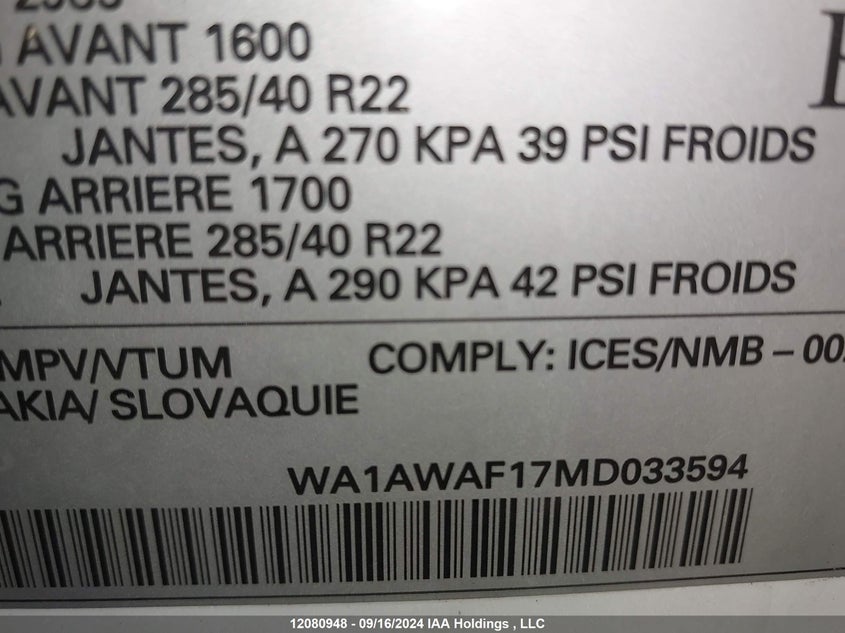 AVANT 1600
AVANT 285/40 R22
JANTES, A 270 KPA 39 PSI FROIDS
G ARRIERE 1700
ARRIERE 285/40 R22
JANTES, A 290 KPA 42 PSI FROIDS
MPV/VTUM COMPLY: ICES/NMB – 00
AKIA/ SLOVAQUIE
WA1AWAF17MD033594
12080948 - 09/16/2024 IAA Holdings , LLC